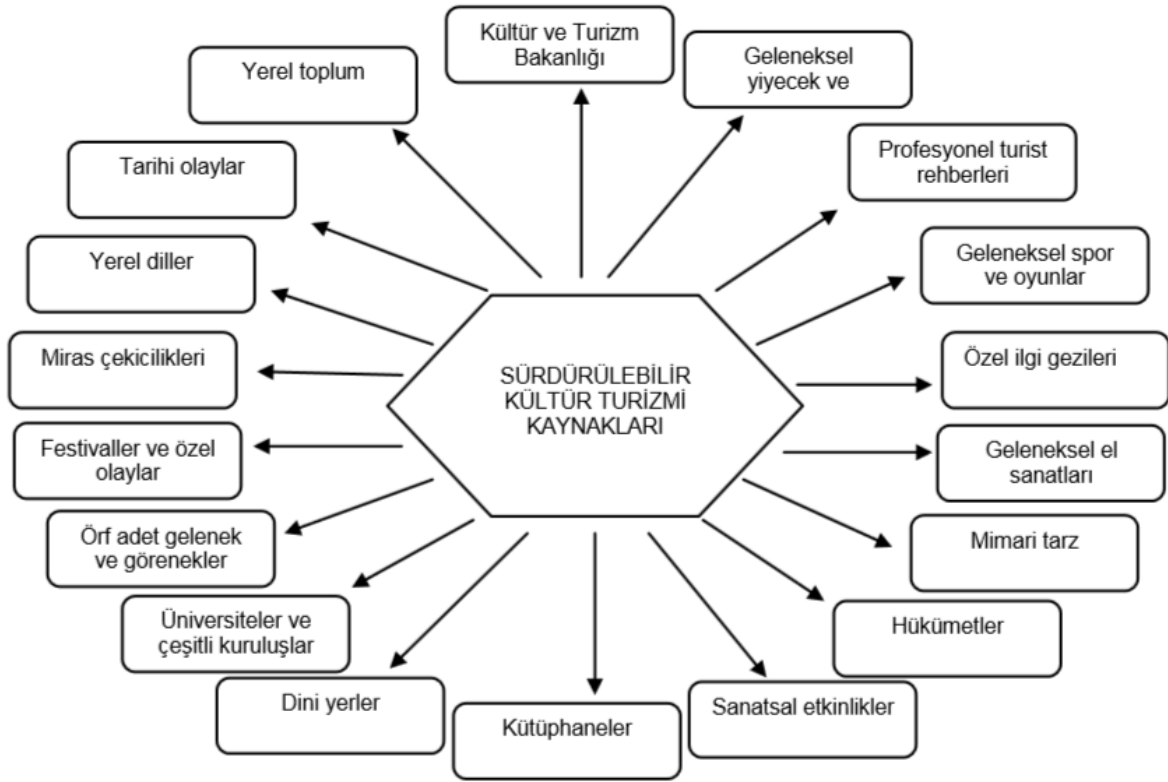 Kültür ve Turizm
Bakanlığı
Geleneksel
yiyecek ve
Yerel toplum
Profesyonel turist
rehberleri
Tarihi olaylar
Geleneksel spor
ve oyunlar
Yerel diller
Özel ilgi gezileri
Miras çekicilikleri
SÜRDÜRÜLEBİLİR
KÜLTÜR TURİZMİ
KAYNAKLARI
Geleneksel el
sanatları
Festivaller ve özel
olaylar
Mimari tarz
Örf adet gelenek
ve görenekler
Hükümetler
Üniversiteler ve
çeşitli kuruluşlar
Sanatsal etkinlikler
Dini yerler
Kütüphaneler